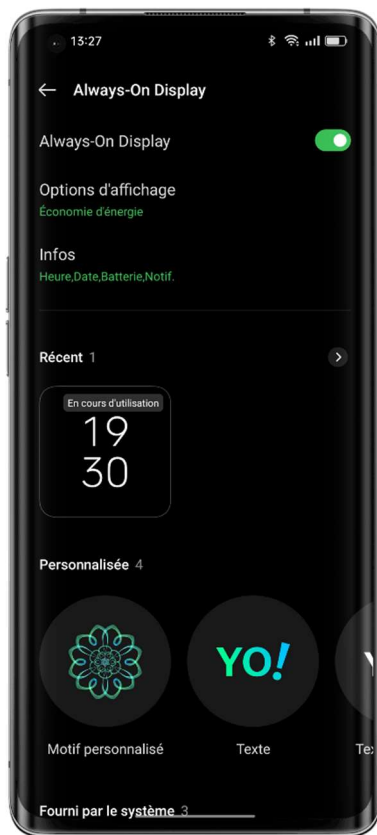 13:27
Always-On Display
Always-On Display
Options d'affichage
Économie d'énergie
Infos
Heure,Date,Batterie,Notif.
Récent 1
En cours d'utilisation
19
30
Personnalisée 4
YO!
Motif personnalisé
Texte
Fourni par le système 3